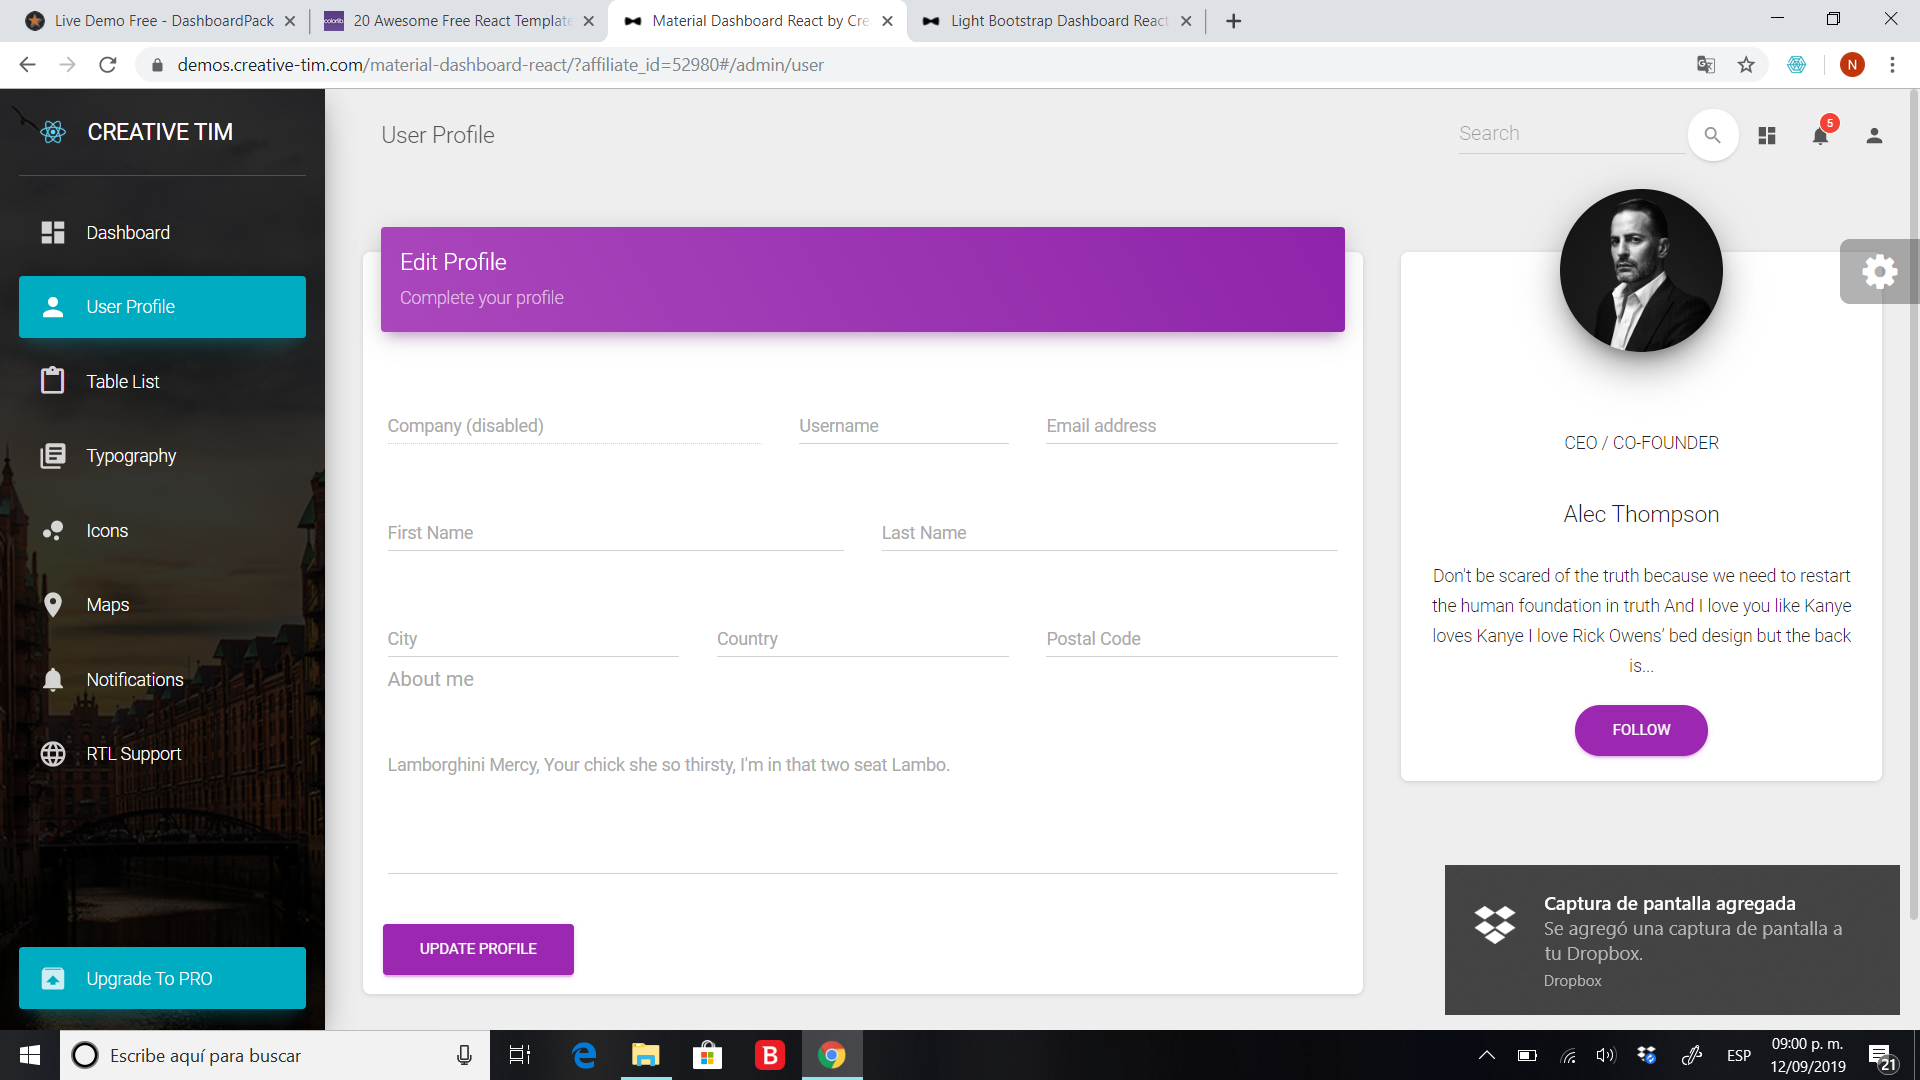 Live Demo Free - DashboardPack
20 Awesome Free React Template
Material Dashboard React by Cre
Light Bootstrap Dashboard React
demos.creative-tim.com/material-dashboard-react/?affiliate_id=52980#/admin/user
N
CREATIVE TIM
Dashboard
User Profile
Table List
Typography
Icons
Maps
Notifications
RTL Support
Upgrade To PRO
User Profile
Search
5
Edit Profile
Complete your profile
Company (disabled)
Username
Email address
First Name
Last Name
City
Country
Postal Code
About me
Lamborghini Mercy, Your chick she so thirsty, I'm in that two seat Lambo.
UPDATE PROFILE
CEO / CO-FOUNDER
Alec Thompson
Don't be scared of the truth because we need to restart
the human foundation in truth And I love you like Kanye
loves Kanye I love Rick Owens’ bed design but the back
is...
FOLLOW
Captura de pantalla agregada
Se agregó una captura de pantalla a
tu Dropbox.
Dropbox
Escribe aquí para buscar
B
ESP
09:00 p. m.
12/09/2019
21